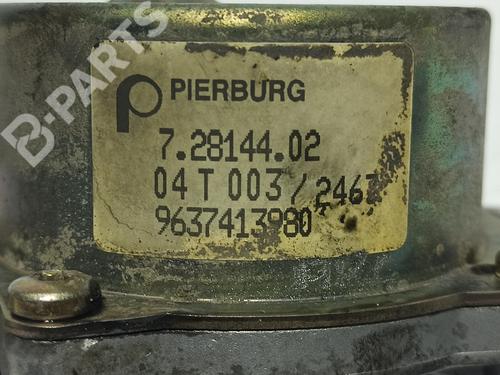 B-PARTS
PIERBURG
7.28144.02
04 T 003 / 2467
9637413980